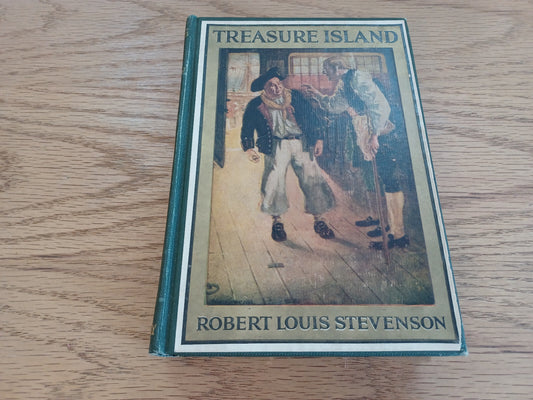 TREASURE ISLAND
ROBERT LOUIS STEVENSON